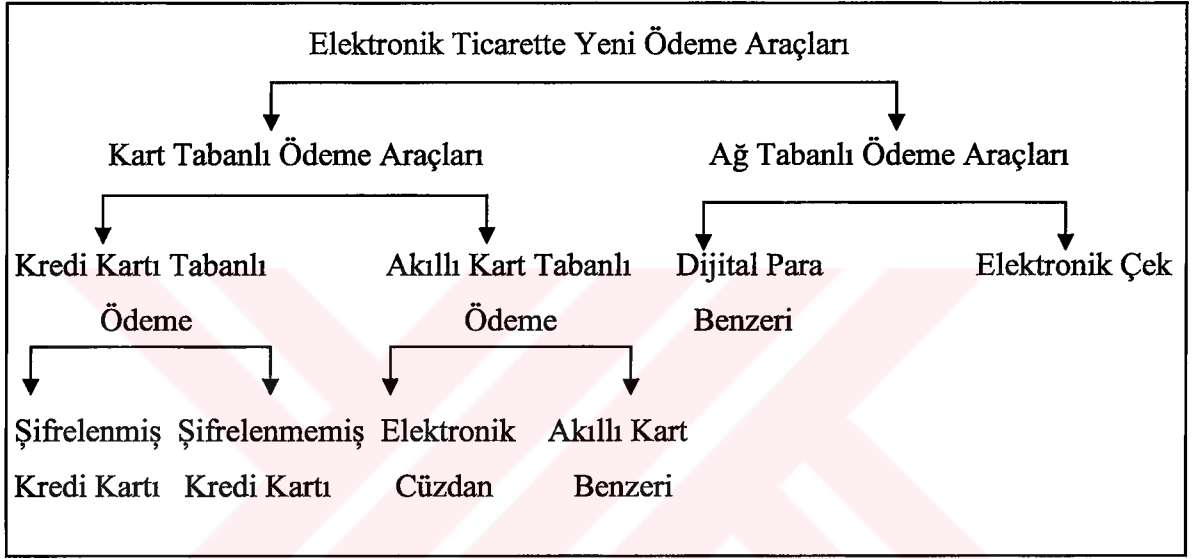 Elektronik Ticarette Yeni Ödeme Araçları
Kart Tabanlı Ödeme Araçları Ağ Tabanlı Ödeme Araçları
Kredi Kartı Tabanlı Akıllı Kart Tabanlı Dijital Para Elektronik Çek
Ödeme Ödeme Benzeri
Şifrelenmiş Şifrelenmemiş Elektronik Akıllı Kart
Kredi Kartı Kredi Kartı Cüzdan Benzeri